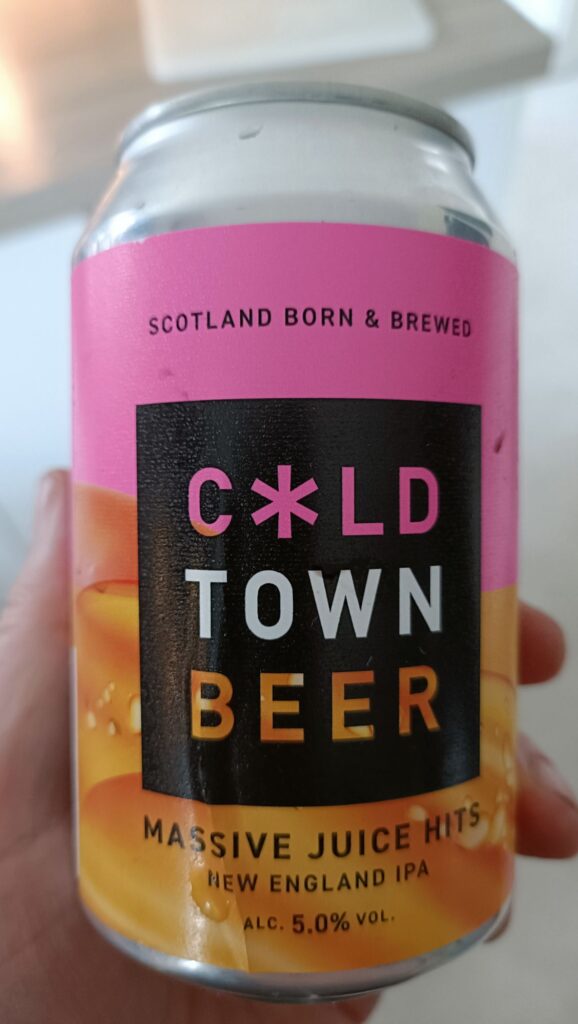 SCOTLAND BORN & BREWED
C*LD
TOWN
BEER
MASSIVE JUICE HITS
NEW ENGLAND IPA
ALC. 5.0% VOL.